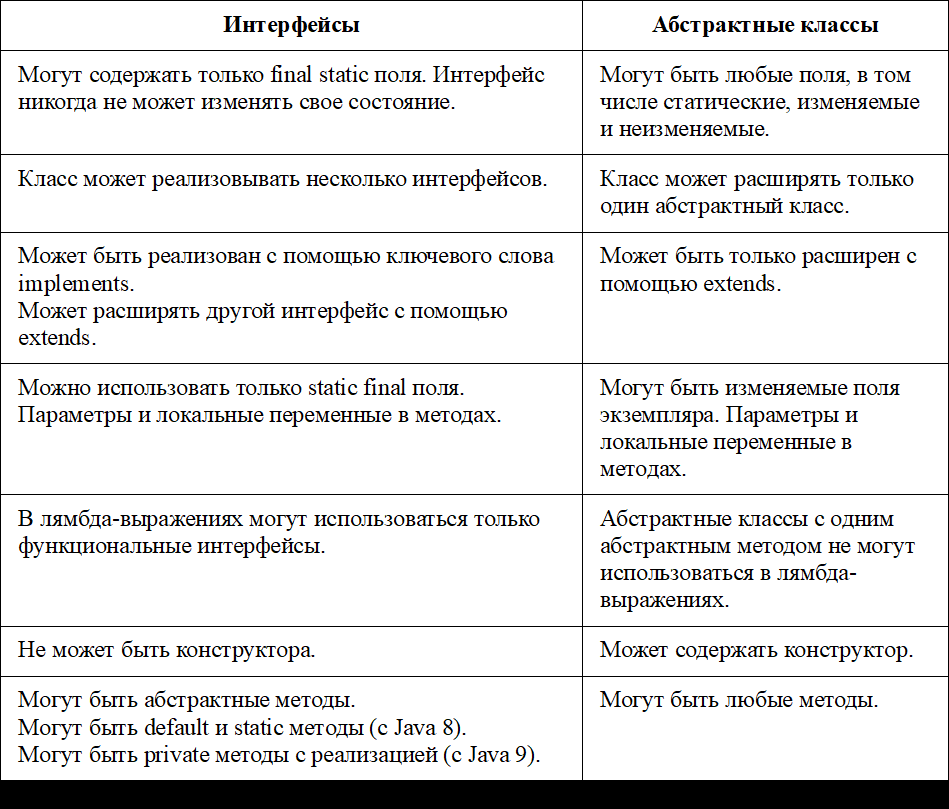 Интерфейсы
Абстрактные классы
Могут содержать только final static поля. Интерфейс
никогда не может изменять свое состояние.
Могут быть любые поля, в том
числе статические, изменяемые
и неизменяемые.
Класс может реализовывать несколько интерфейсов.
Класс может расширять только
один абстрактный класс.
Может быть реализован с помощью ключевого слова
implements.
Может расширять другой интерфейс с помощью
extends.
Может быть только расширен с
помощью extends.
Можно использовать только static final поля.
Параметры и локальные переменные в методах.
Могут быть изменяемые поля
экземпляра. Параметры и
локальные переменные в
методах.
В лямбда-выражениях могут использоваться только
функциональные интерфейсы.
Абстрактные классы с одним
абстрактным методом не могут
использоваться в лямбда-
выражениях.
Не может быть конструктора.
Может содержать конструктор.
Могут быть абстрактные методы.
Могут быть default и static методы (с Java 8).
Могут быть private методы с реализацией (с Java 9).
Могут быть любые методы.